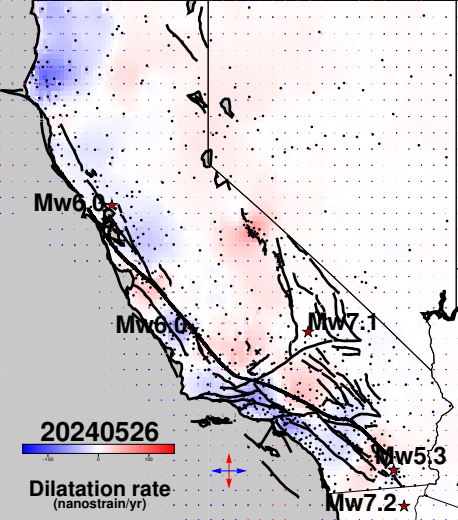 Mw6.0
Mw7.1
Mw6.0
20240526
-100 0 100
Mw5.3
Dilatation rate
(nanostrain/yr)
Mw7.2